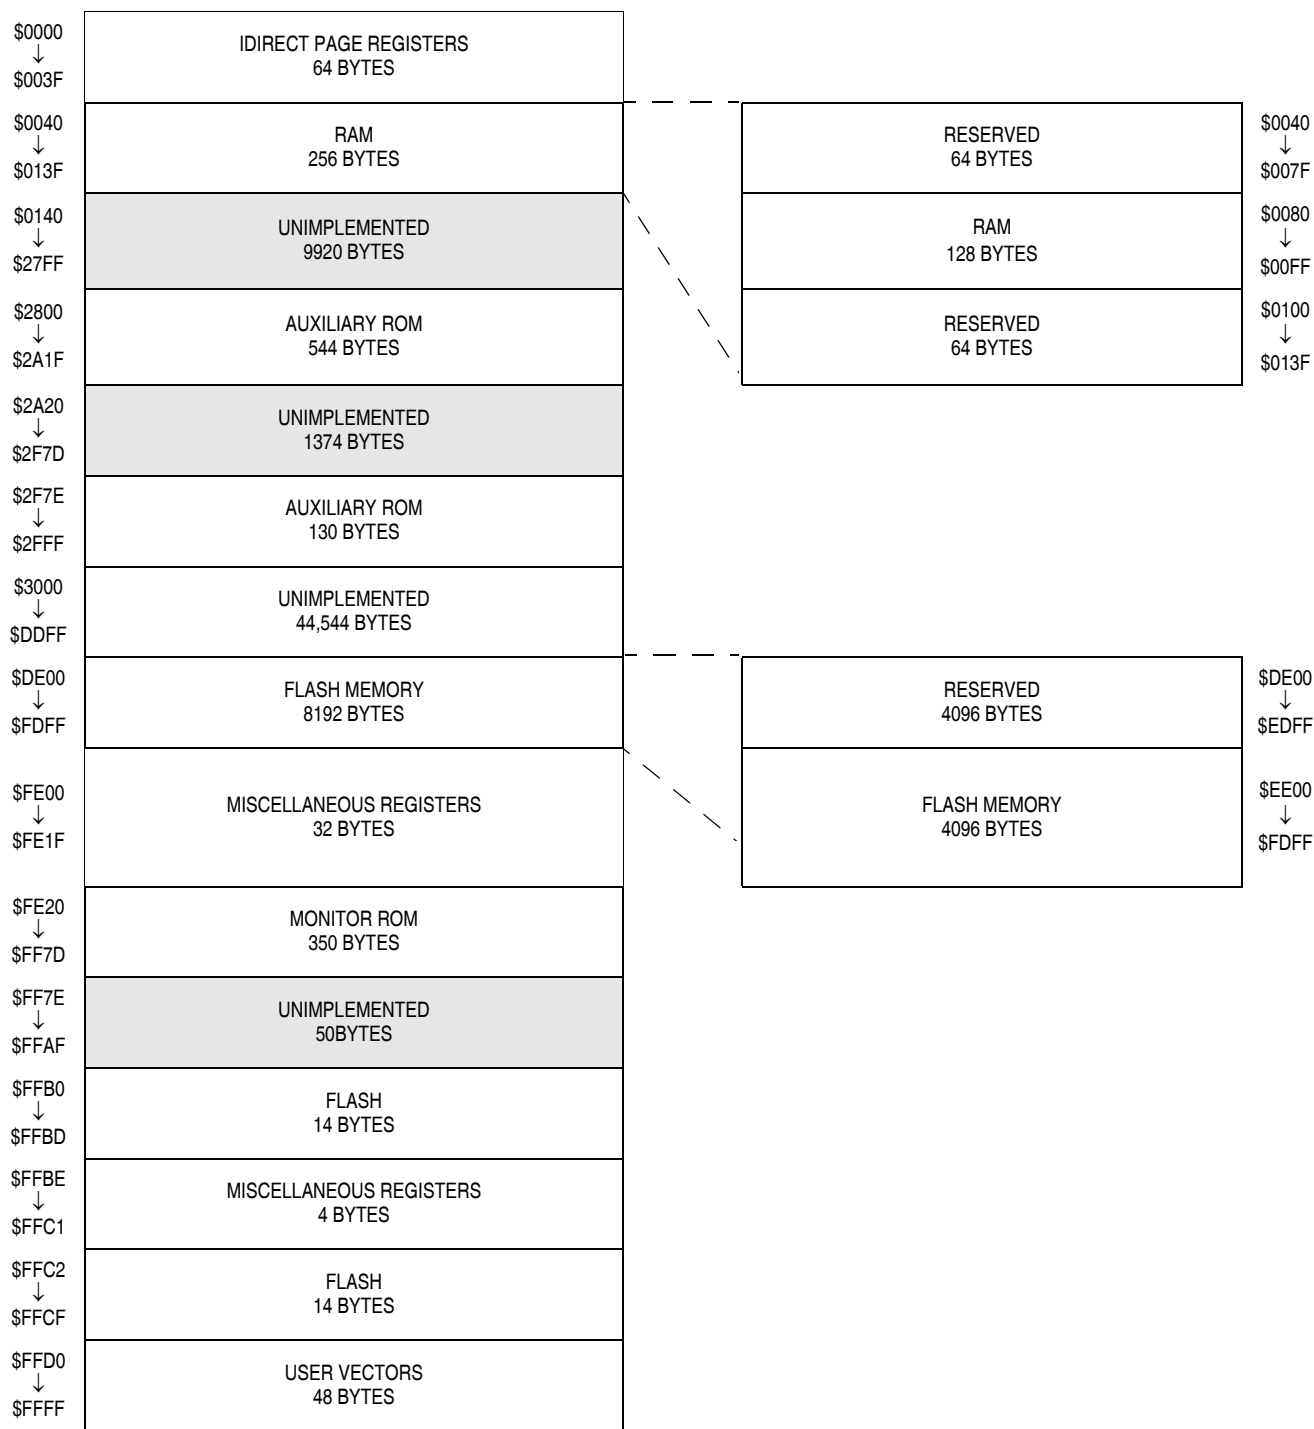 $0000
↓
$003F
IDIRECT PAGE REGISTERS
64 BYTES
$0040
↓
$013F
RAM
256 BYTES
$0140
↓
$27FF
UNIMPLEMENTED
9920 BYTES
$2800
↓
$2A1F
AUXILIARY ROM
544 BYTES
$2A20
↓
$2F7D
UNIMPLEMENTED
1374 BYTES
$2F7E
↓
$2FFF
AUXILIARY ROM
130 BYTES
$3000
↓
$DDFF
UNIMPLEMENTED
44,544 BYTES
$DE00
↓
$FDFF
FLASH MEMORY
8192 BYTES
$FE00
↓
$FE1F
MISCELLANEOUS REGISTERS
32 BYTES
$FE20
↓
$FF7D
MONITOR ROM
350 BYTES
$FF7E
↓
$FFAF
UNIMPLEMENTED
50BYTES
$FFB0
↓
$FFBD
FLASH
14 BYTES
$FFBE
↓
$FFC1
MISCELLANEOUS REGISTERS
4 BYTES
$FFC2
↓
$FFCF
FLASH
14 BYTES
$FFD0
↓
$FFFF
USER VECTORS
48 BYTES
RESERVED
64 BYTES
$0040
↓
$007F
RAM
128 BYTES
$0080
↓
$00FF
RESERVED
64 BYTES
$0100
↓
$013F
RESERVED
4096 BYTES
$DE00
↓
$EDFF
FLASH MEMORY
4096 BYTES
$EE00
↓
$FDFF